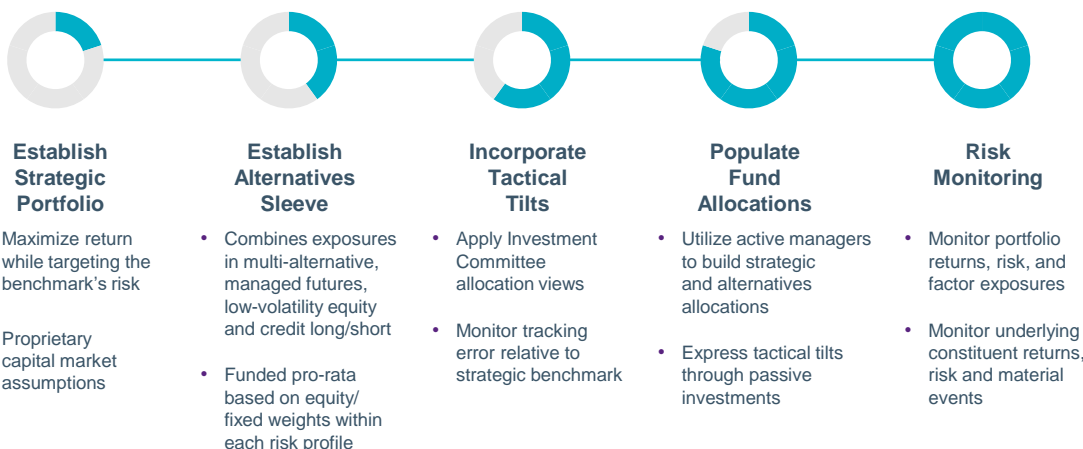 Establish
Strategic
Portfolio
Maximize return
while targeting the
benchmark's risk
Proprietary
capital market
assumptions
Establish
Alternatives
Sleeve
• Combines exposures
in multi-alternative,
managed futures,
low-volatility equity
and credit long/short
• Funded pro-rata
based on equity/
fixed weights within
each risk profile
Incorporate
Tactical
Tilts
• Apply Investment
Committee
allocation views
• Monitor tracking
error relative to
strategic benchmark
Populate
Fund
Allocations
• Utilize active managers
to build strategic
and alternatives
allocations
• Express tactical tilts
through passive
investments
Risk
Monitoring
• Monitor portfolio
returns, risk, and
factor exposures
• Monitor underlying
constituent returns,
risk and material
events